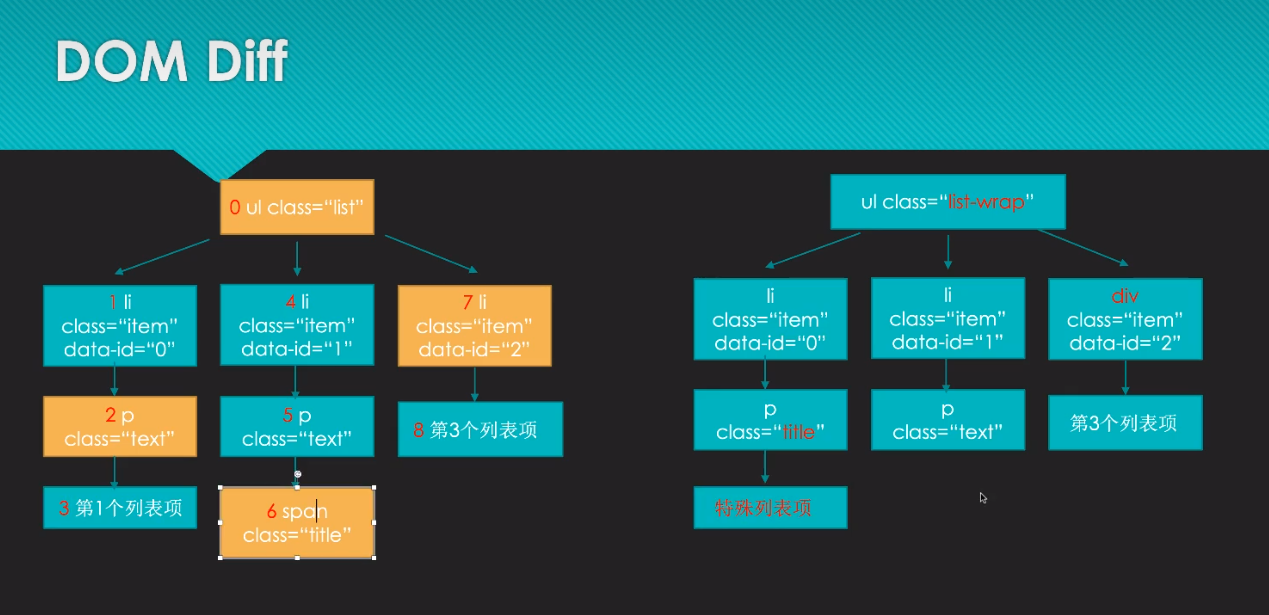 DOM Diff
0 ul class=“list”
1 li
class=“item”
data-id=“0”
4 li
class=“item”
data-id=“1”
7 li
class=“item”
data-id=“2”
2 p
class=“text”
5 p
class=“text”
8 第3个列表项
3 第1个列表项
6 span
class=“title”
ul class=“list-wrap”
li
class=“item”
data-id=“0”
li
class=“item”
data-id=“1”
div
class=“item”
data-id=“2”
p
class=“title”
p
class=“text”
第3个列表项
特殊列表项